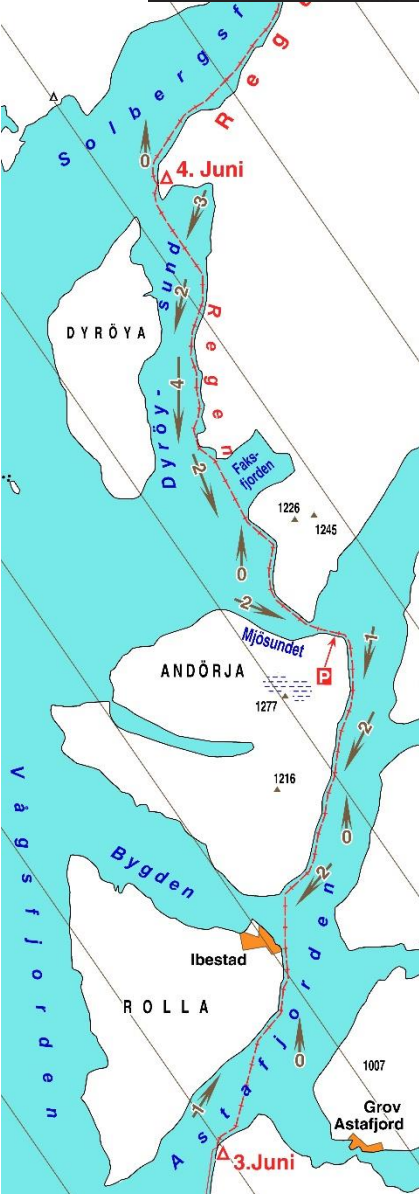 Solbergsf
Rege
0
4. Juni
3
Dyröy-
sund
2
DYRÖYA
Regen
4
2
Faks-
fjorden
1226
1245
0
2
Mjösundet
1
ANDÖRJA
P
1277
2
1216
0
Vågsfjorden
Bygden
2
Ibestad
Astafjorden
ROLLA
0
1007
1
Grov
Astafjord
3.Juni